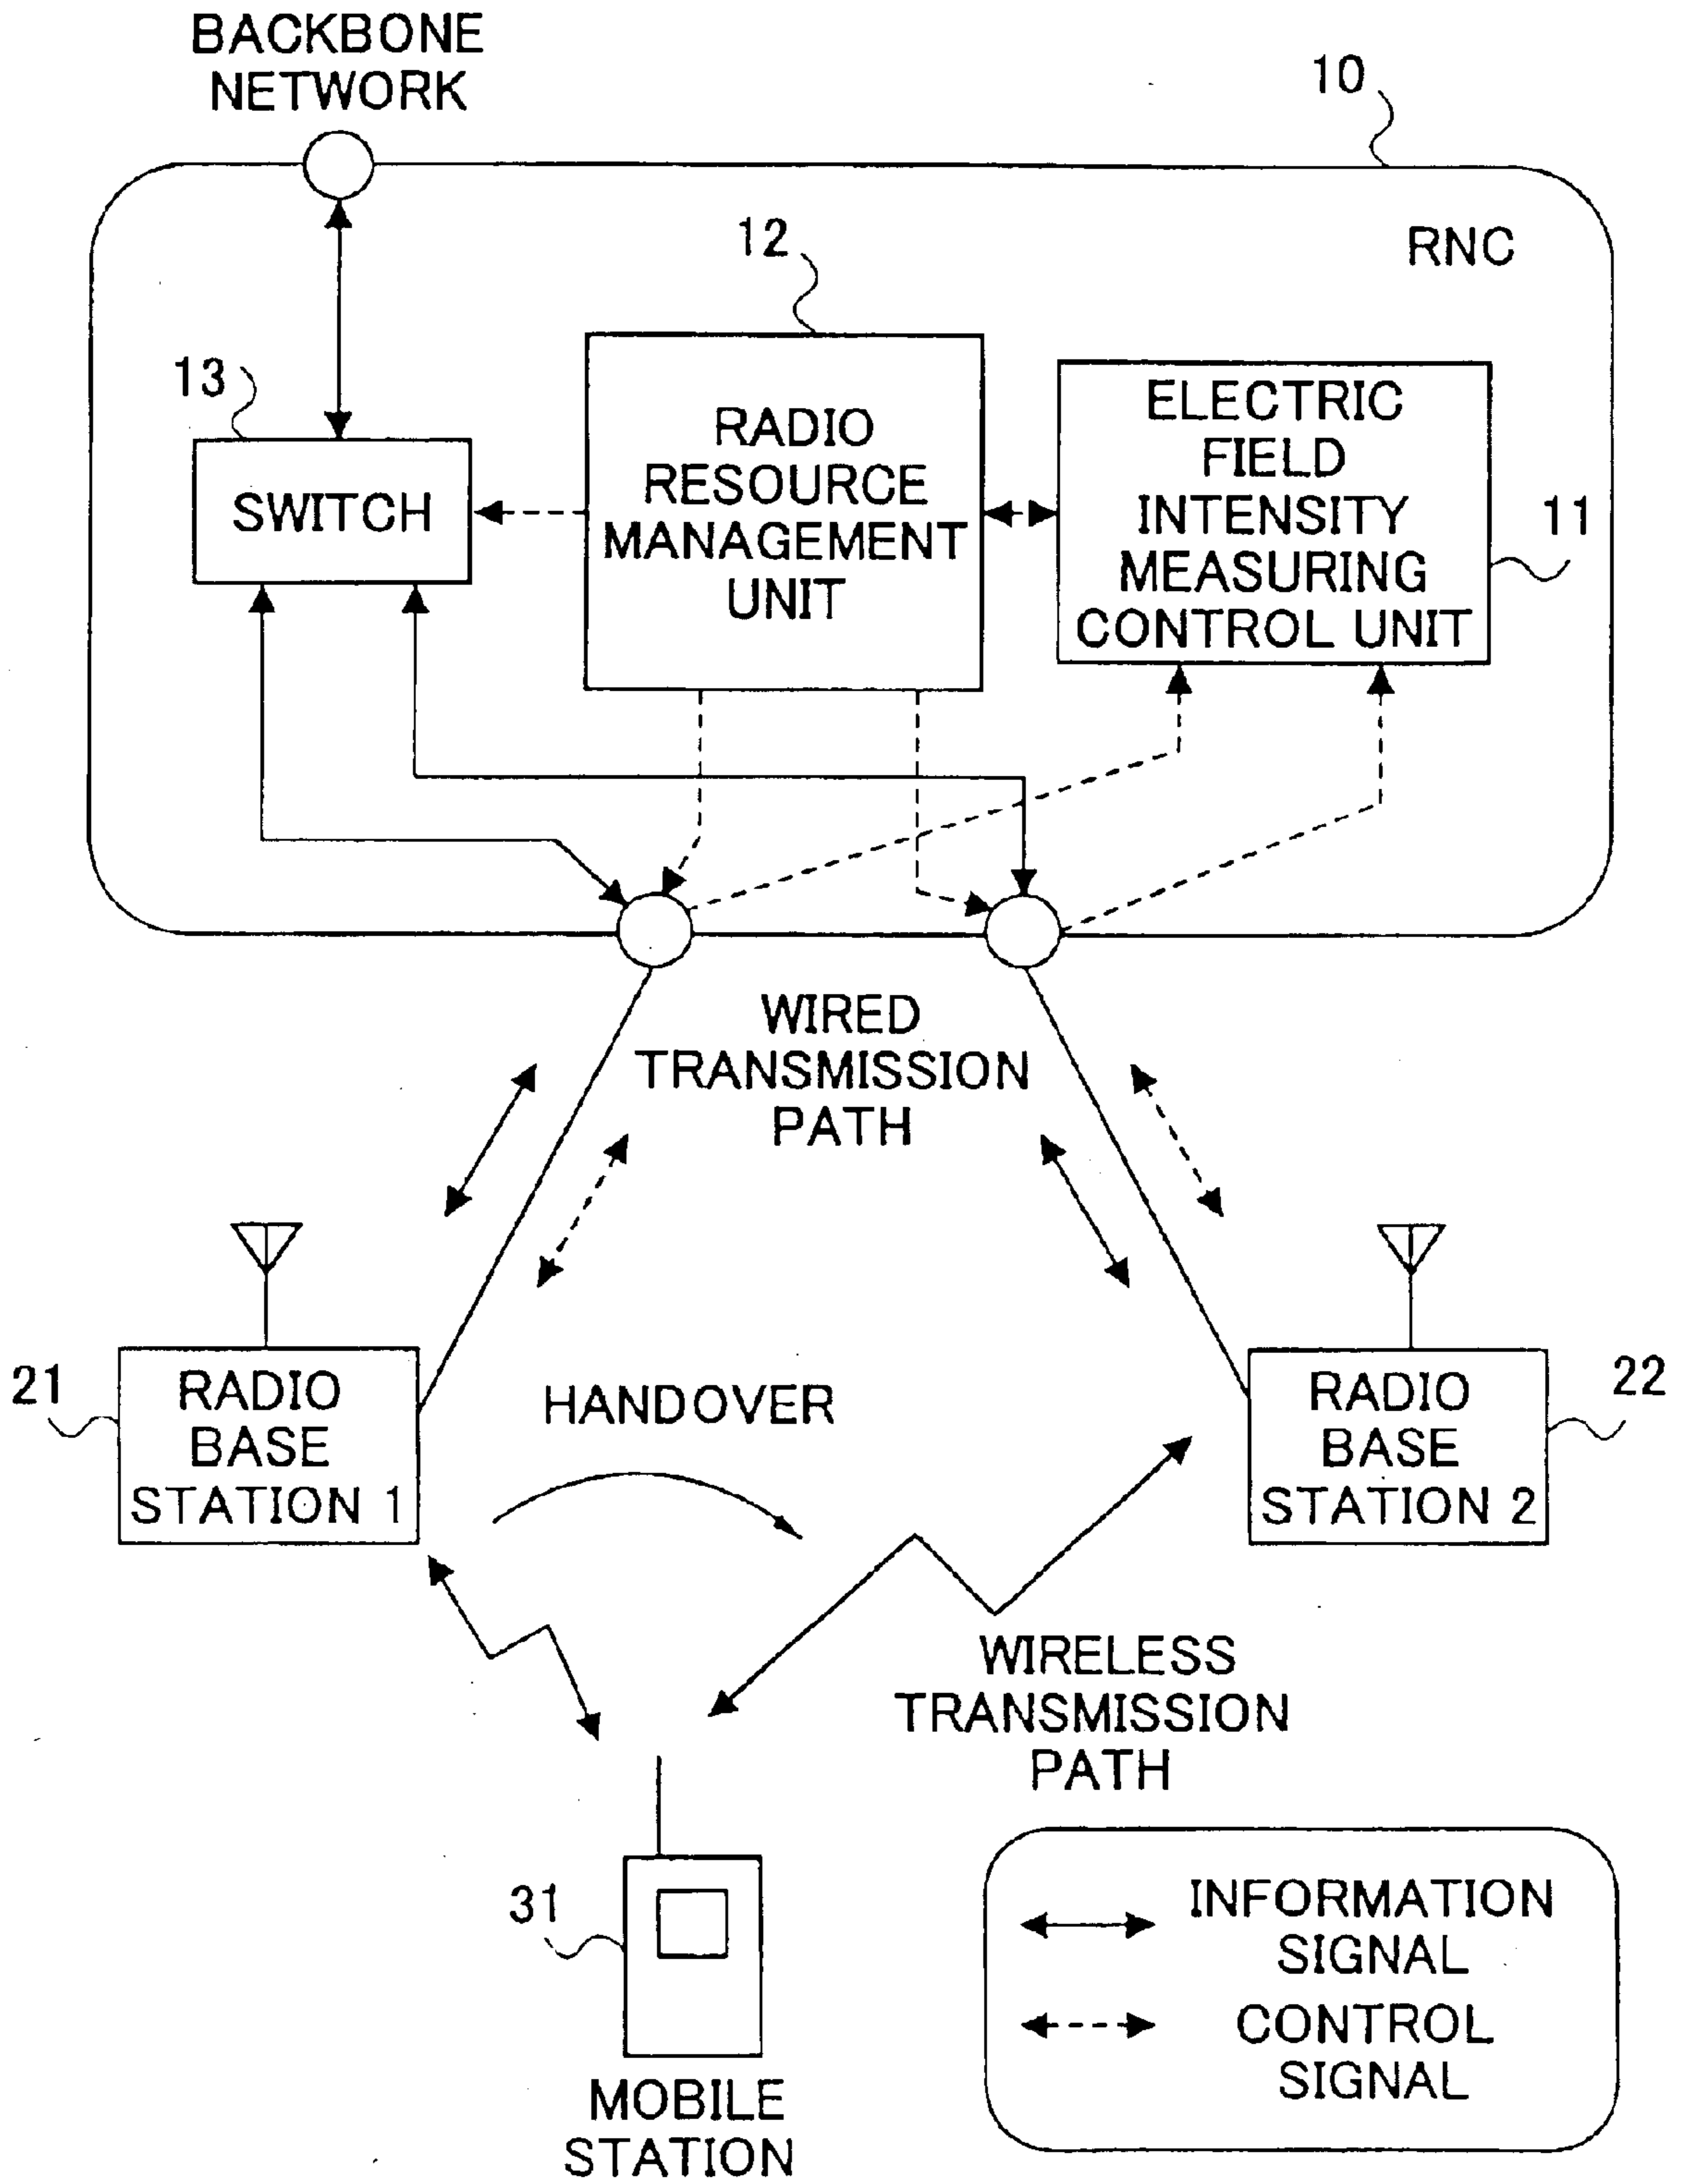 BACKBONE
NETWORK
10
RNC
12
13
SWITCH
RADIO
RESOURCE
MANAGEMENT
UNIT
ELECTRIC
FIELD
INTENSITY
MEASURING
CONTROL UNIT
11
WIRED
TRANSMISSION
PATH
21
RADIO
BASE
STATION 1
HANDOVER
RADIO
BASE
STATION 2
22
WIRELESS
TRANSMISSION
PATH
31
MOBILE
STATION
INFORMATION
SIGNAL
CONTROL
SIGNAL